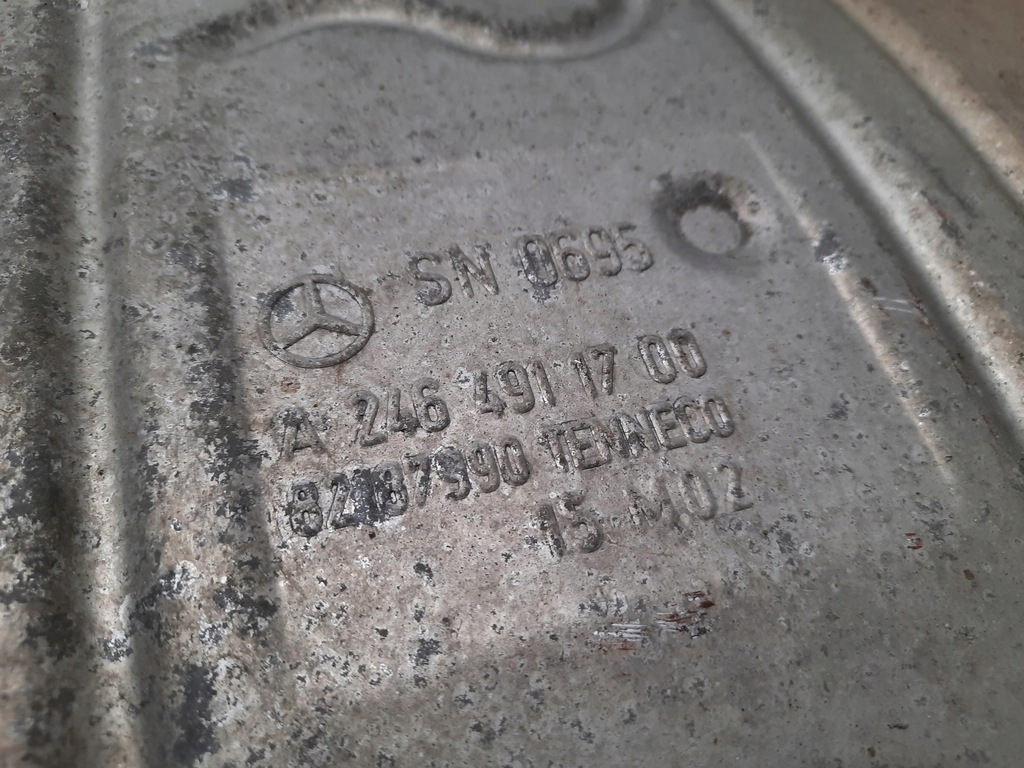 SN 0695
A 246 491 17 00
82187990 TENNECO
15 M02